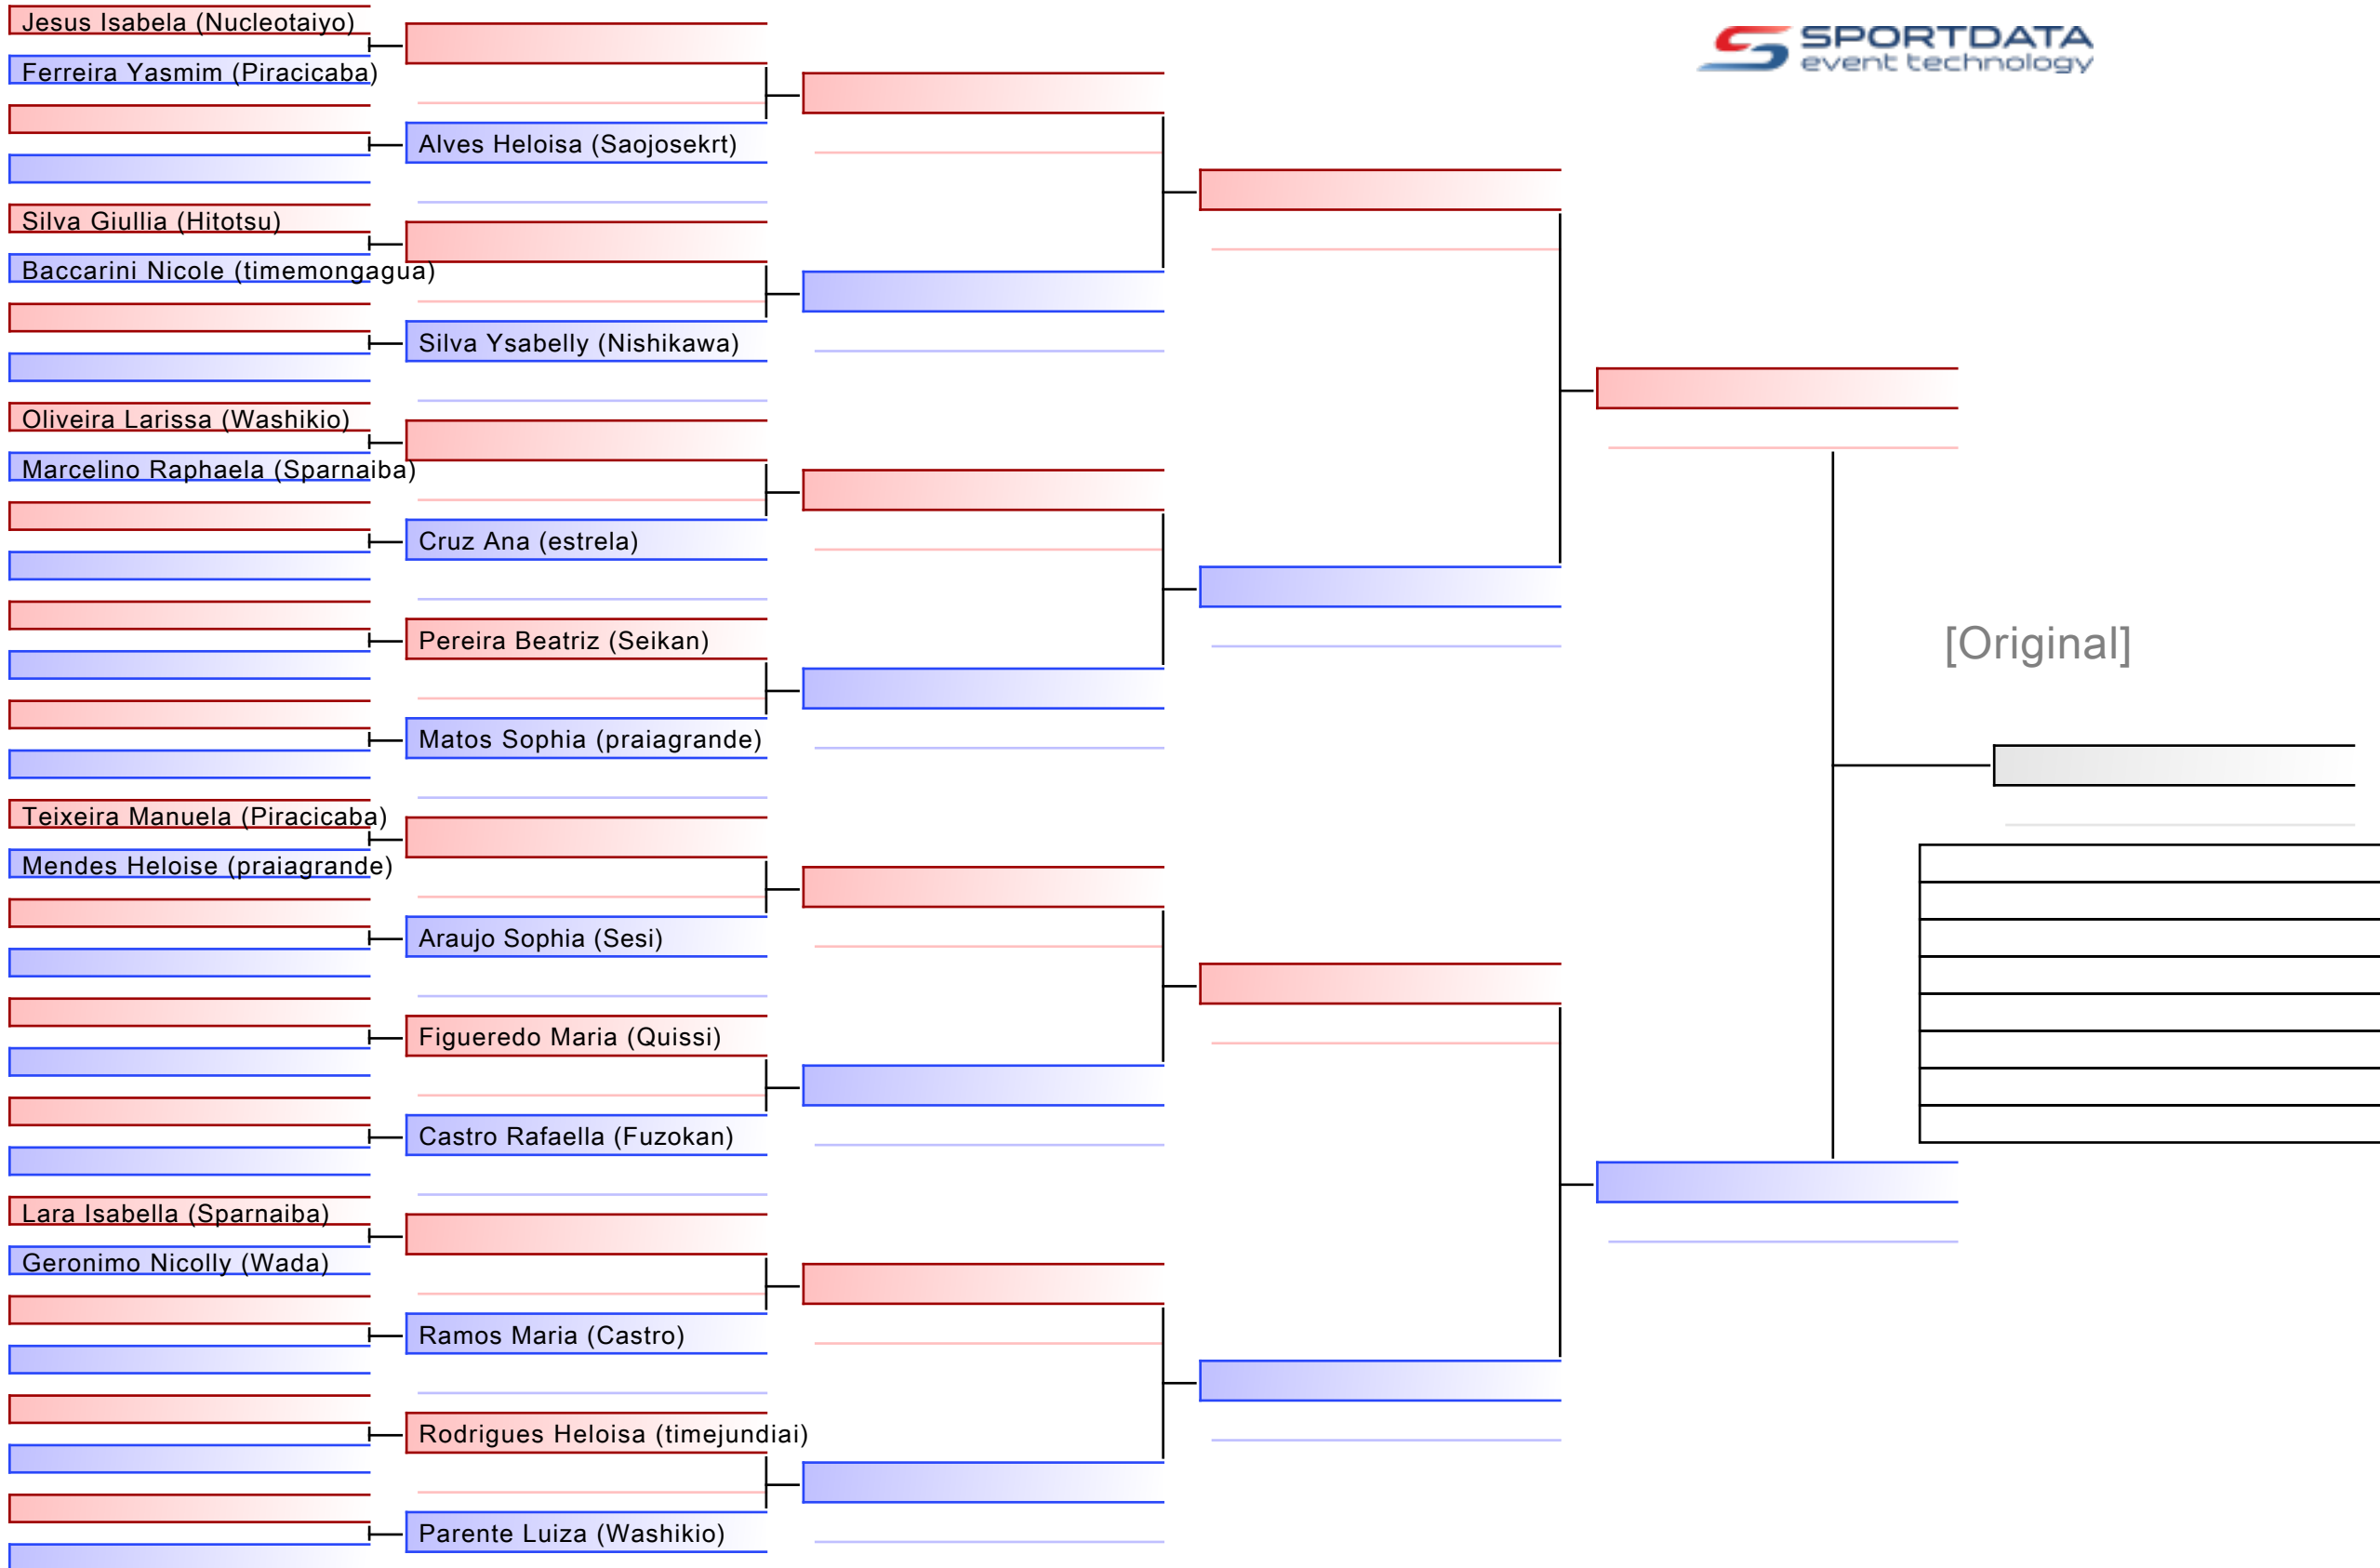 Jesus Isabela (Nucleotaiyo)
Ferreira Yasmim (Piracicaba)
Silva Giullia (Hitotsu)
Baccarini Nicole (timemongagua)
Oliveira Larissa (Washikio)
Marcelino Raphaela (Sparnaiba)
Teixeira Manuela (Piracicaba)
Mendes Heloise (praiagrande)
Lara Isabella (Sparnaiba)
Geronimo Nicolly (Wada)
Alves Heloisa (Saojosekrt)
Silva Ysabelly (Nishikawa)
Cruz Ana (estrela)
Pereira Beatriz (Seikan)
Matos Sophia (praiagrande)
Araujo Sophia (Sesi)
Figueredo Maria (Quissi)
Castro Rafaella (Fuzokan)
Ramos Maria (Castro)
Rodrigues Heloisa (timejundiai)
Parente Luiza (Washikio)
SPORTDATA
event technology
[Original]